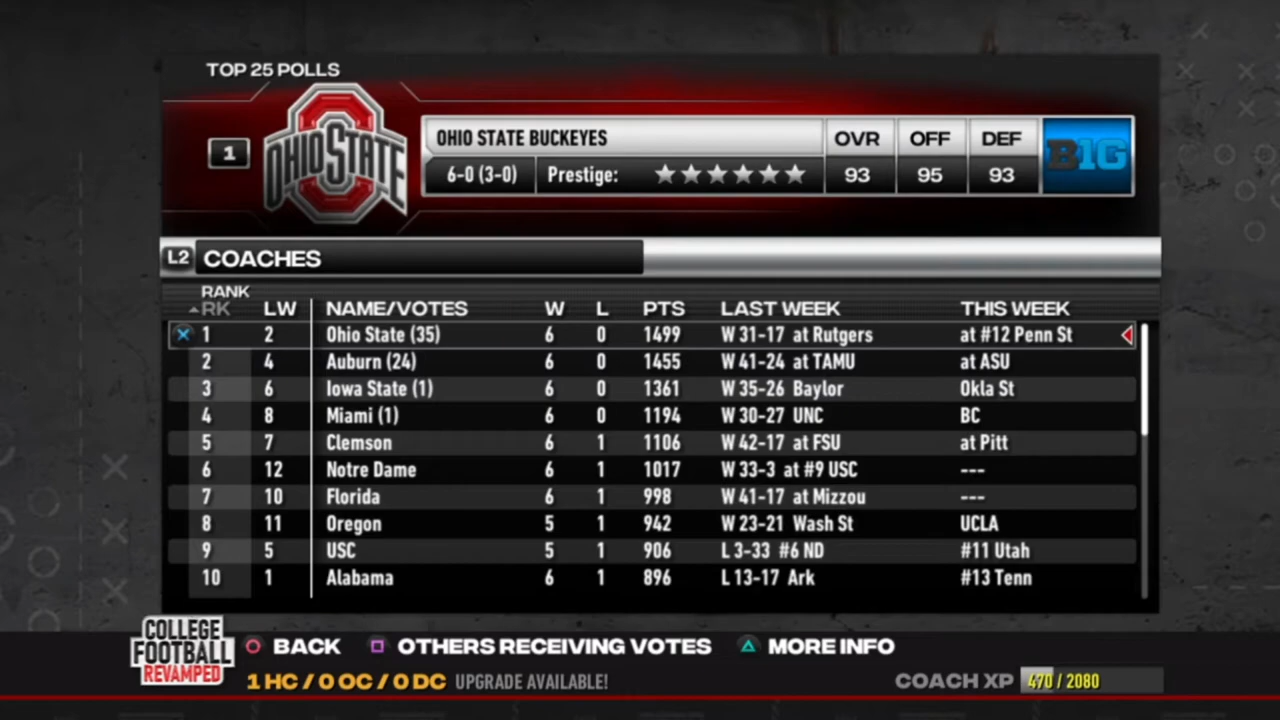 TOP 25 POLLS
1
OHIO STATE
OHIO STATE BUCKEYES
OVR OFF DEF
B1G
6-0 (3-0) Prestige: 93 95 93
L2 COACHES
RANK
RK LW NAME/VOTES W L PTS LAST WEEK THIS WEEK
1 2 Ohio State (35) 6 0 1499 W 31-17 at Rutgers at #12 Penn St
2 4 Auburn (24) 6 0 1455 W 41-24 at TAMU at ASU
3 6 Iowa State (1) 6 0 1361 W 35-26 Baylor Okla St
4 8 Miami (1) 6 0 1194 W 30-27 UNC BC
5 7 Clemson 6 1 1106 W 42-17 at FSU at Pitt
6 12 Notre Dame 6 1 1017 W 33-3 at #9 USC ---
7 10 Florida 6 1 998 W 41-17 at Mizzou ---
8 11 Oregon 5 1 942 W 23-21 Wash St UCLA
9 5 USC 5 1 906 L 3-33 #6 ND #11 Utah
10 1 Alabama 6 1 896 L 13-17 Ark #13 Tenn
COLLEGE FOOTBALL REVAMPED
BACK OTHERS RECEIVING VOTES MORE INFO
1 HC / 0 OC / 0 DC UPGRADE AVAILABLE! COACH XP 470 / 2080